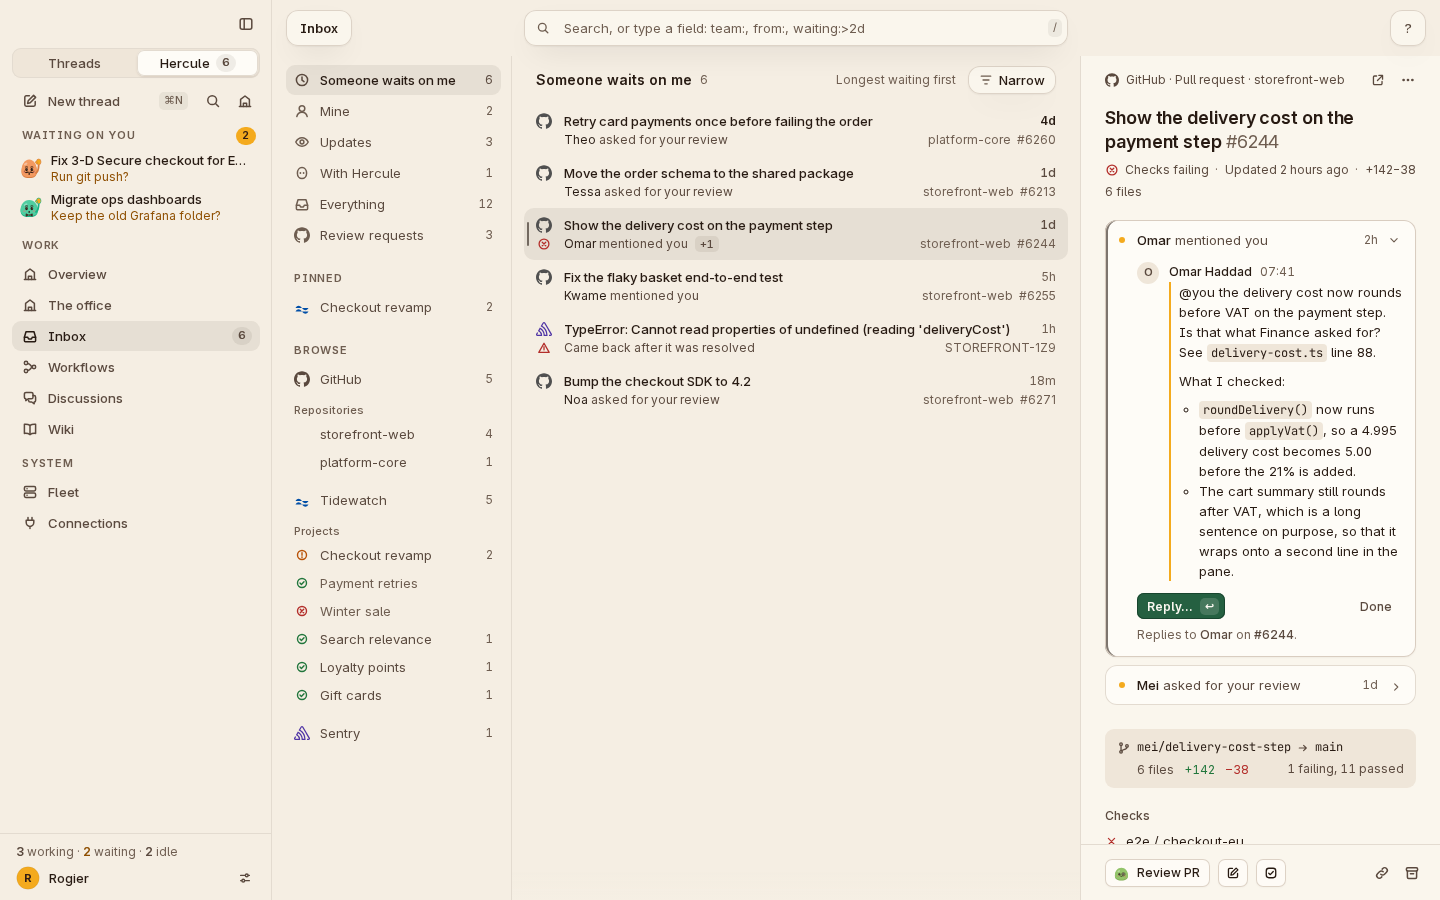 Threads
Hercule 6
New thread ⌘N
WAITING ON YOU 2
Fix 3-D Secure checkout for E…
Run git push?
Migrate ops dashboards
Keep the old Grafana folder?
WORK
Overview
The office
Inbox 6
Workflows
Discussions
Wiki
SYSTEM
Fleet
Connections
3 working · 2 waiting · 2 idle
R Rogier
Inbox
Search, or type a field: team:, from:, waiting:>2d /
?
Someone waits on me 6
Mine 2
Updates 3
With Hercule 1
Everything 12
Review requests 3
PINNED
Checkout revamp 2
BROWSE
GitHub 5
Repositories
storefront-web 4
platform-core 1
Tidewatch 5
Projects
Checkout revamp 2
Payment retries
Winter sale
Search relevance 1
Loyalty points 1
Gift cards 1
Sentry 1
Someone waits on me 6
Longest waiting first
Narrow
Retry card payments once before failing the order 4d
Theo asked for your review platform-core #6260
Move the order schema to the shared package 1d
Tessa asked for your review storefront-web #6213
Show the delivery cost on the payment step 1d
Omar mentioned you +1 storefront-web #6244
Fix the flaky basket end-to-end test 5h
Kwame mentioned you storefront-web #6255
TypeError: Cannot read properties of undefined (reading 'deliveryCost') 1h
Came back after it was resolved STOREFRONT-1Z9
Bump the checkout SDK to 4.2 18m
Noa asked for your review storefront-web #6271
GitHub · Pull request · storefront-web
Show the delivery cost on the
payment step #6244
Checks failing · Updated 2 hours ago · +142−38
6 files
Omar mentioned you 2h
O Omar Haddad 07:41
@you the delivery cost now rounds
before VAT on the payment step.
Is that what Finance asked for?
See delivery-cost.ts line 88.
What I checked:
roundDelivery() now runs
before applyVat(), so a 4.995
delivery cost becomes 5.00
before the 21% is added.
The cart summary still rounds
after VAT, which is a long
sentence on purpose, so that it
wraps onto a second line in the
pane.
Reply… ↩
Done
Replies to Omar on #6244.
Mei asked for your review 1d
mei/delivery-cost-step → main
6 files +142 −38 1 failing, 11 passed
Checks
e2e / checkout-eu
Review PR